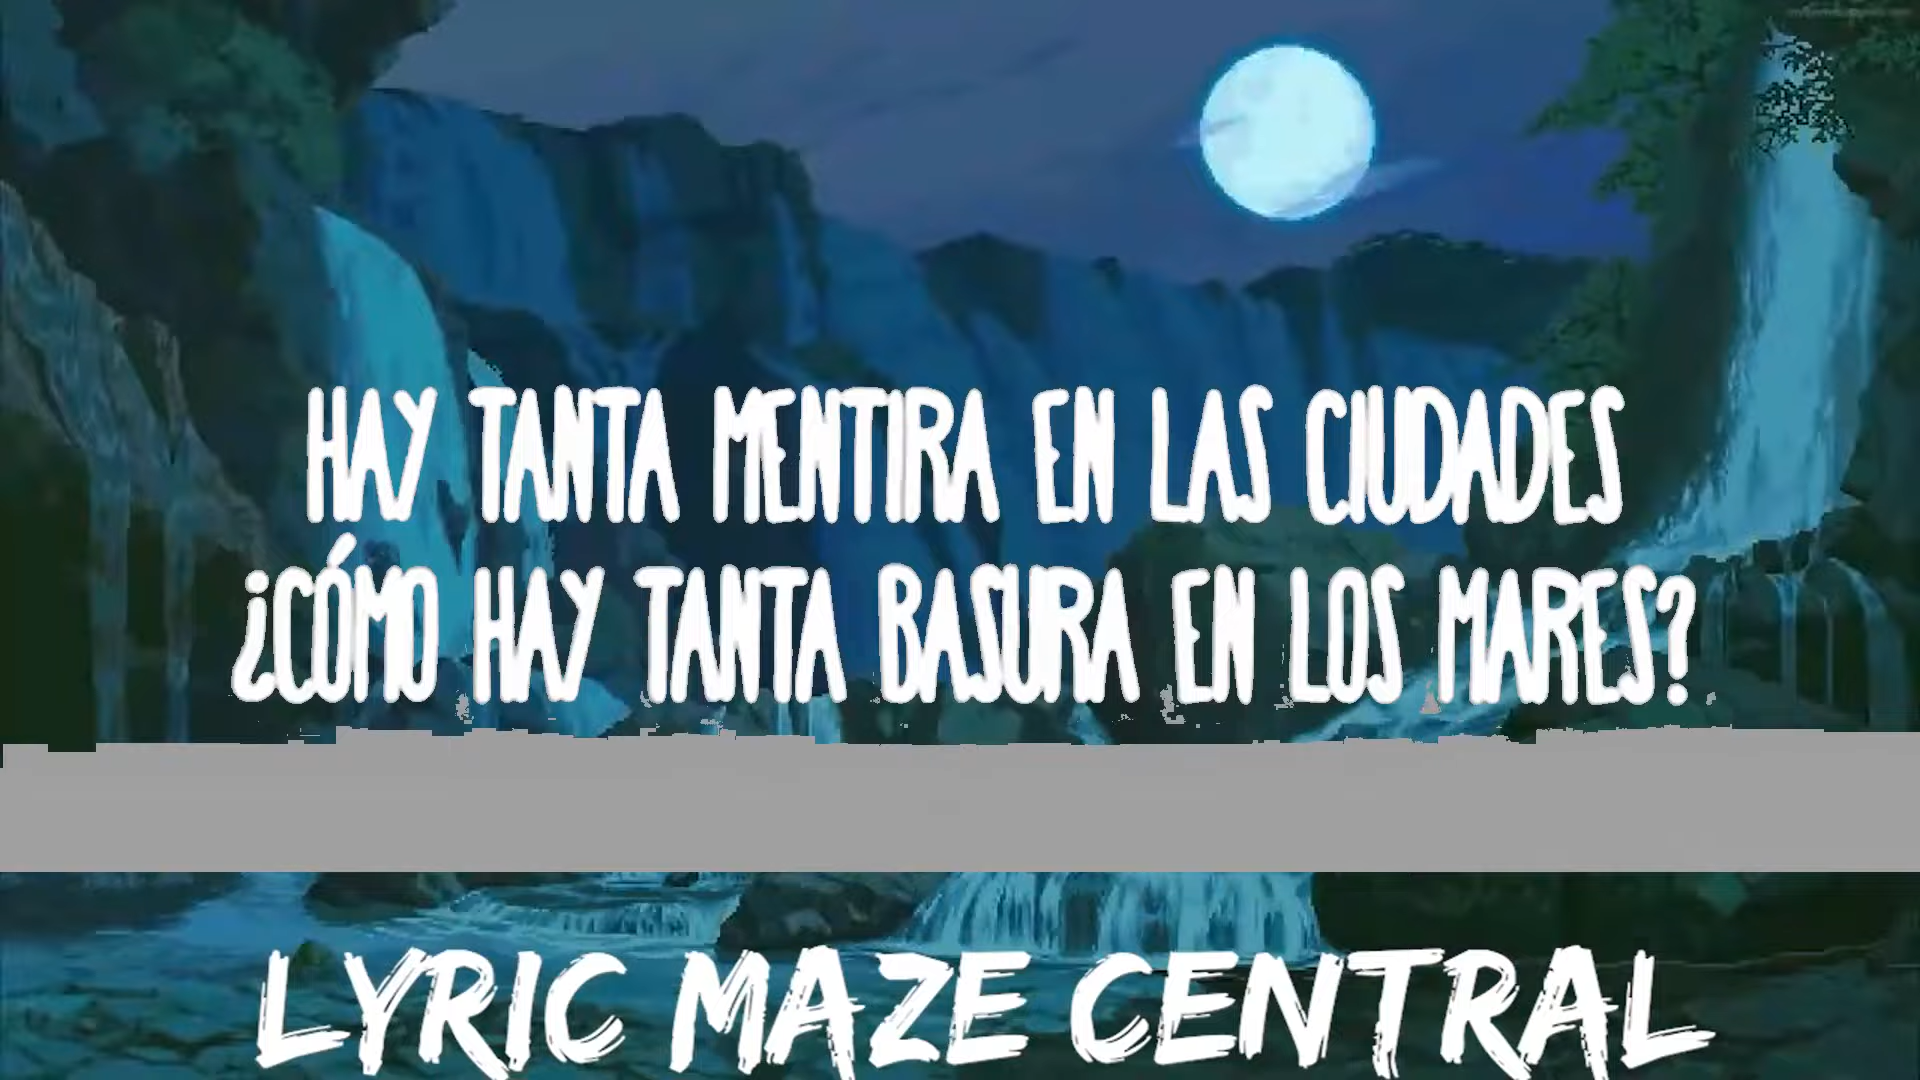 HAY TANTA MENTIRA EN LAS CIUDADES
¿CÓMO HAY TANTA BASURA EN LOS MARES?
LYRIC MAZE CENTRAL